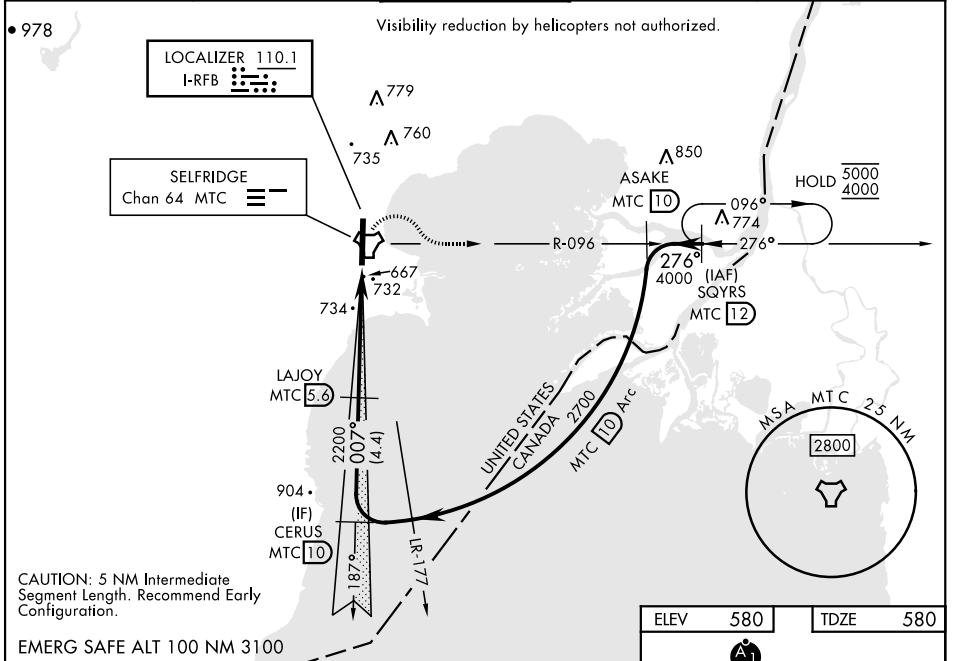 Visibility reduction by helicopters not authorized.
978
LOCALIZER 110.1
I-RFB
779
760
735
850
SELFRIDGE
Chan 64 MTC
ASAKE
MTC 10
HOLD 5000
4000
096°
774
R-096
276°
276°
4000
(IAF)
SQYRS
MTC 12
667
732
734
LAJOY
MTC 5.6
2200
007°
(4.4)
UNITED STATES
CANADA
2700
MTC 10 Arc
MSA MTC 25 NM
2800
904
(IF)
CERUS
MTC 10
187°
LR-177
CAUTION: 5 NM Intermediate
Segment Length. Recommend Early
Configuration.
EMERG SAFE ALT 100 NM 3100
ELEV 580
TDZE 580
A1